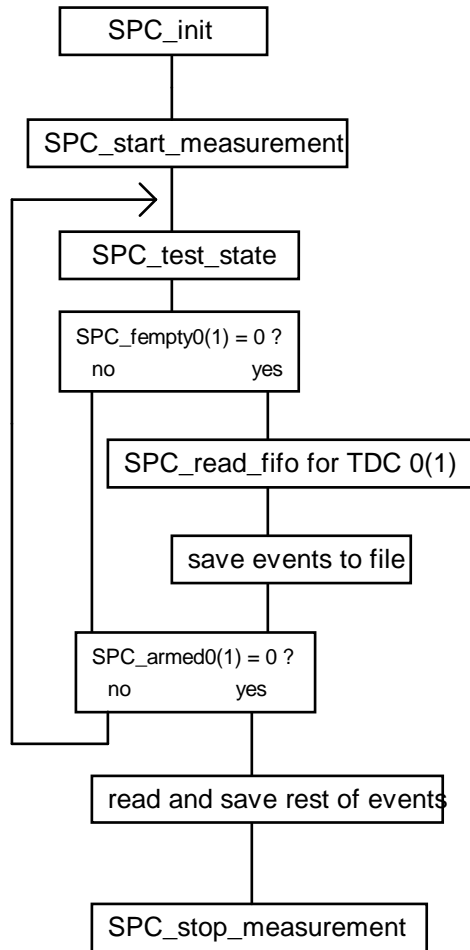 SPC_init
SPC_start_measurement
SPC_test_state
SPC_fempty0(1) = 0 ?
no yes
SPC_read_fifo for TDC 0(1)
save events to file
SPC_armed0(1) = 0 ?
no yes
read and save rest of events
SPC_stop_measurement